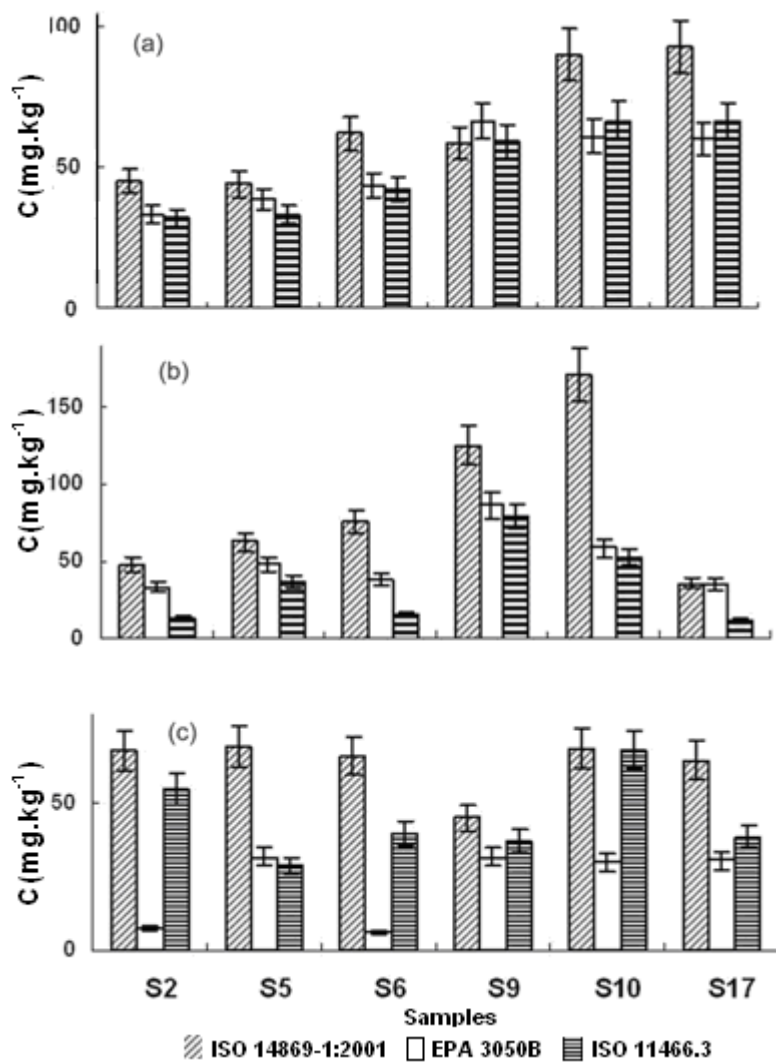 (a)
100
50
0
C (mg.kg⁻¹)
(b)
150
100
50
0
C(mg.kg⁻¹)
(c)
50
0
C (mg.kg⁻¹)
S2 S5 S6 S9 S10 S17
Samples
ISO 14869-1:2001 EPA 3050B ISO 11466.3